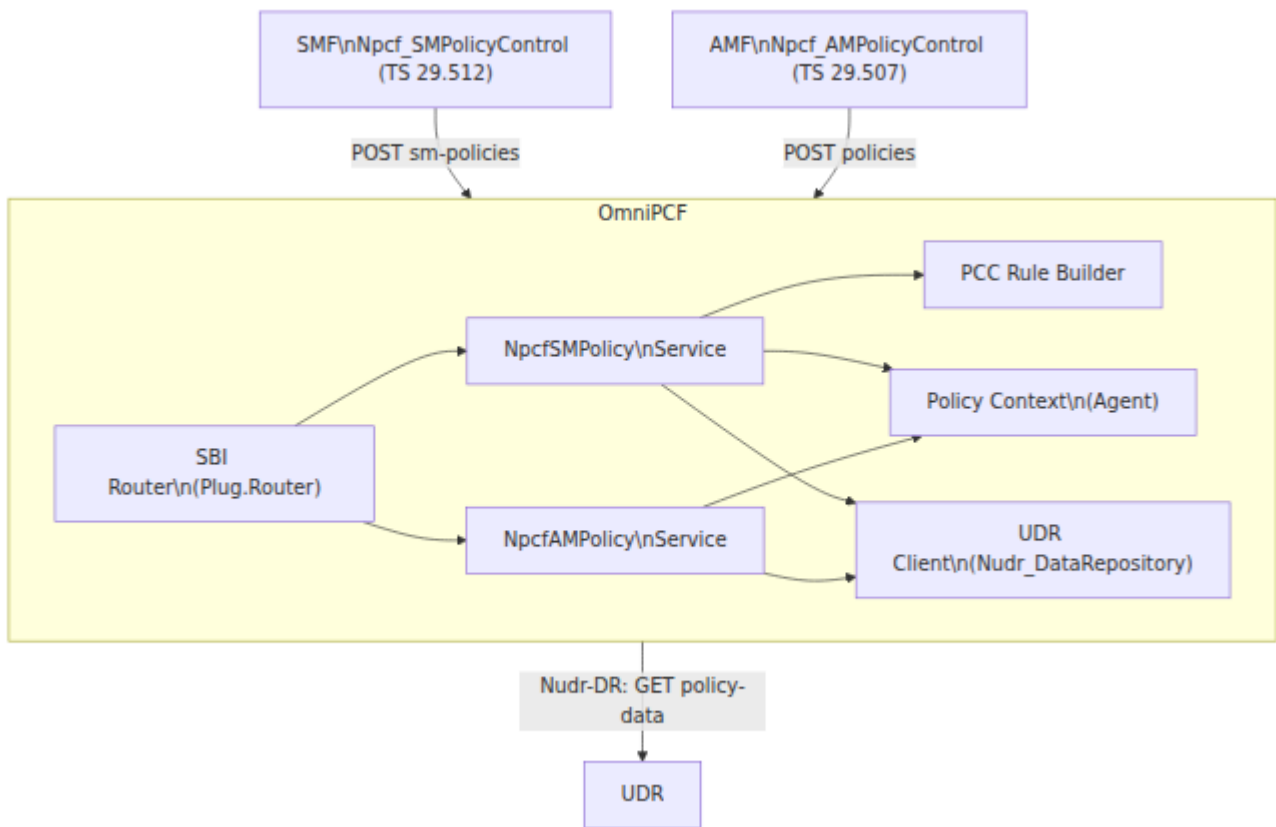 SMF\nNpcf_SMPolicyControl
(TS 29.512)
AMF\nNpcf_AMPolicyControl
(TS 29.507)
POST sm-policies
POST policies
OmniPCF
PCC Rule Builder
NpcfSMPolicy\nService
Policy Context\n(Agent)
SBI
Router\n(Plug.Router)
NpcfAMPolicy\nService
UDR
Client\n(Nudr_DataRepository)
Nudr-DR: GET policy-
data
UDR